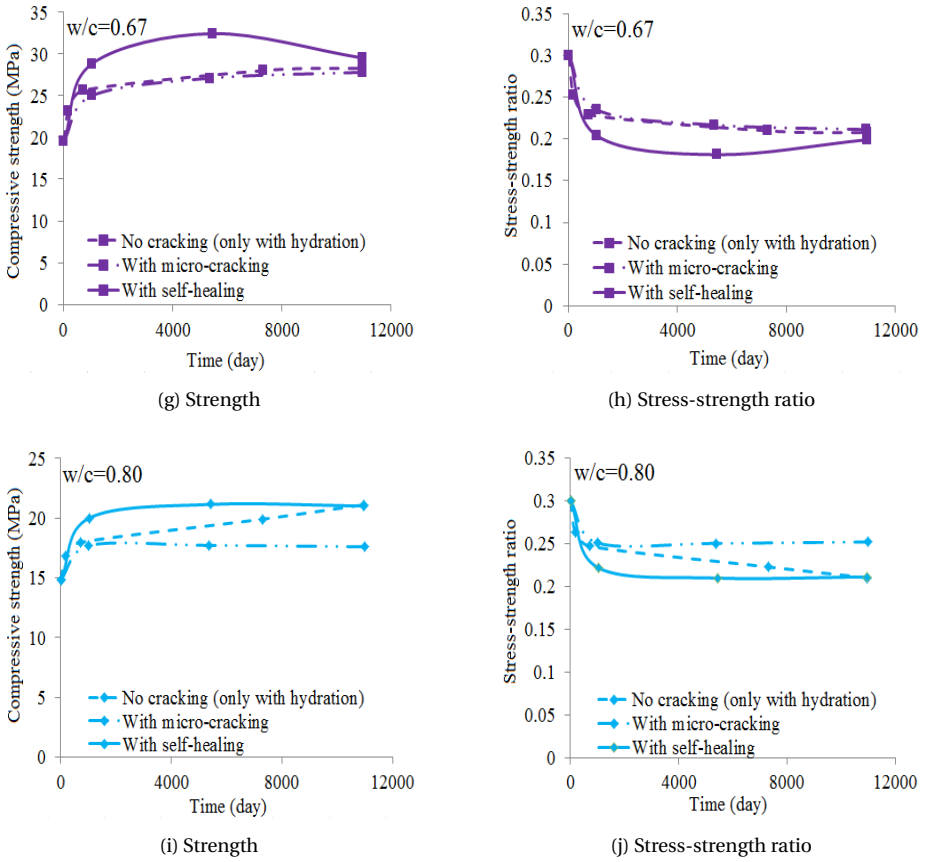 35
30
25
20
15
10
5
0
Compressive strength (MPa)
w/c=0.67
No cracking (only with hydration)
With micro-cracking
With self-healing
0 4000 8000 12000
Time (day)
(g) Strength
0.35
0.3
0.25
0.2
0.15
0.1
0.05
0
Stress-strength ratio
w/c=0.67
No cracking (only with hydration)
With micro-cracking
With self-healing
0 4000 8000 12000
Time (day)
(h) Stress-strength ratio
25
20
15
10
5
0
Compressive strength (MPa)
w/c=0.80
No cracking (only with hydration)
With micro-cracking
With self-healing
0 4000 8000 12000
Time (day)
(i) Strength
0.35
0.3
0.25
0.2
0.15
0.1
0.05
0
Stress-strength ratio
w/c=0.80
No cracking (only with hydration)
With micro-cracking
With self-healing
0 4000 8000 12000
Time (day)
(j) Stress-strength ratio